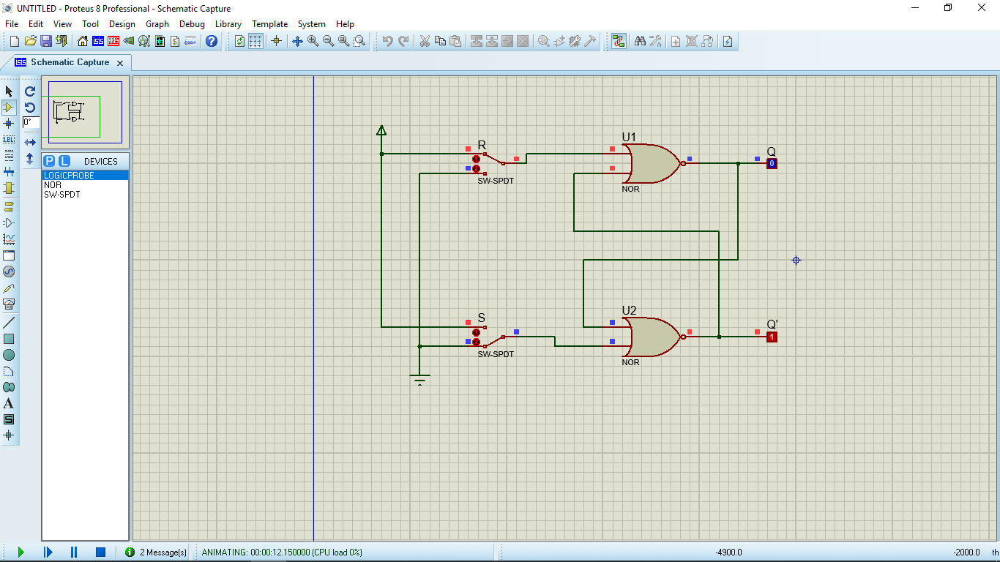 UNTITLED - Proteus 8 Professional - Schematic Capture
File Edit View Tool Design Graph Debug Library Template System Help
Schematic Capture
0°
LBL
P L DEVICES
LOGICPROBE
NOR
SW-SPDT
A
S
R
SW-SPDT
U1
NOR
Q
0
S
SW-SPDT
U2
NOR
Q'
1
2 Message(s)
ANIMATING: 00:00:12.150000 (CPU load 0%)
-4900.0
-2000.0
th